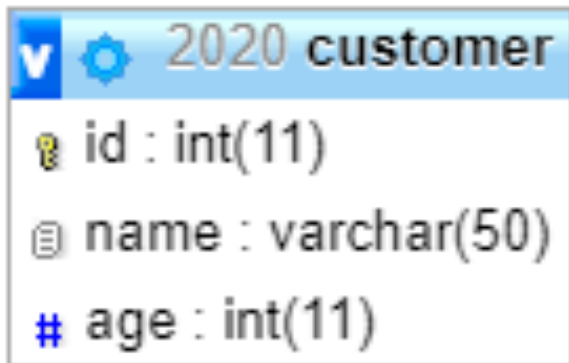 v 2020 customer
id : int(11)
name : varchar(50)
# age : int(11)